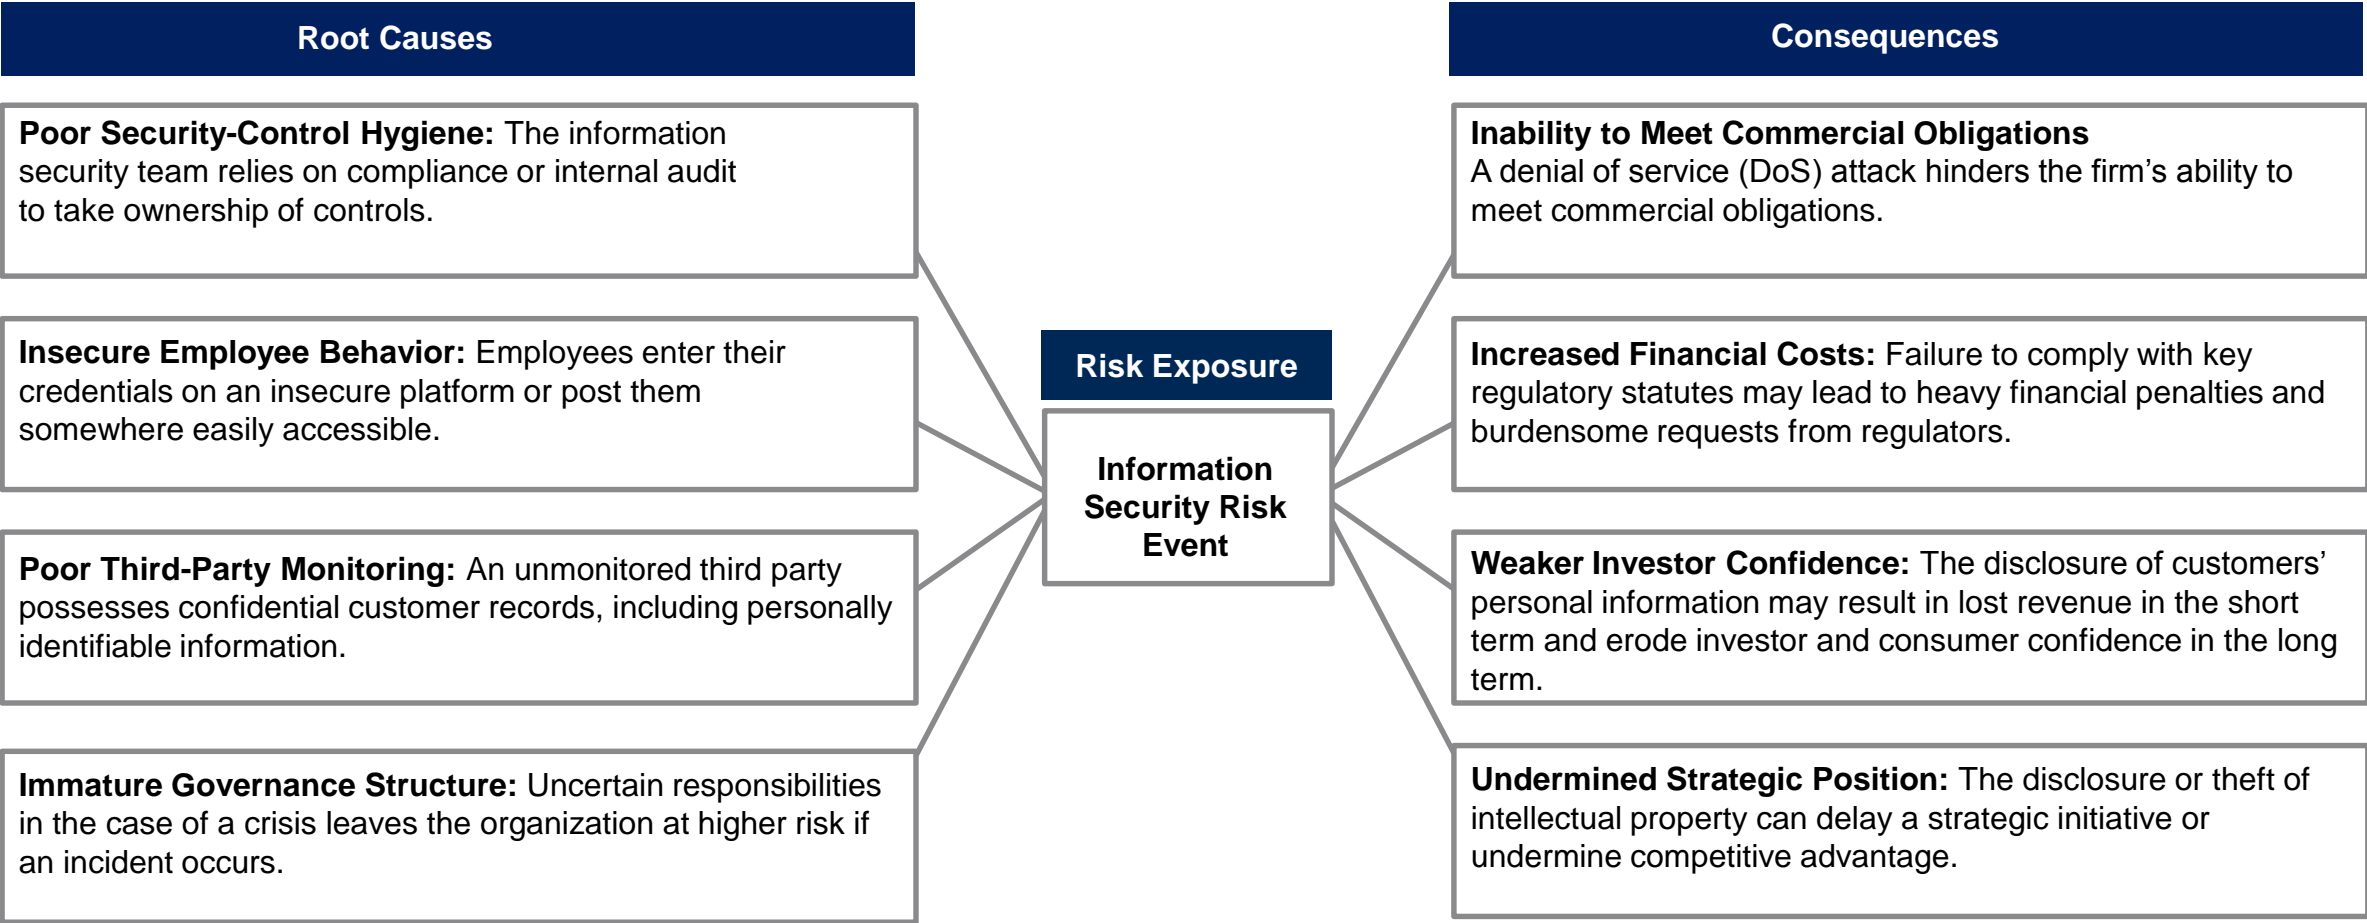 Root Causes
Poor Security-Control Hygiene: The information
security team relies on compliance or internal audit
to take ownership of controls.
Insecure Employee Behavior: Employees enter their
credentials on an insecure platform or post them
somewhere easily accessible.
Poor Third-Party Monitoring: An unmonitored third party
possesses confidential customer records, including personally
identifiable information.
Immature Governance Structure: Uncertain responsibilities
in the case of a crisis leaves the organization at higher risk if
an incident occurs.
Risk Exposure
Information
Security Risk
Event
Consequences
Inability to Meet Commercial Obligations
A denial of service (DoS) attack hinders the firm’s ability to
meet commercial obligations.
Increased Financial Costs: Failure to comply with key
regulatory statutes may lead to heavy financial penalties and
burdensome requests from regulators.
Weaker Investor Confidence: The disclosure of customers’
personal information may result in lost revenue in the short
term and erode investor and consumer confidence in the long
term.
Undermined Strategic Position: The disclosure or theft of
intellectual property can delay a strategic initiative or
undermine competitive advantage.